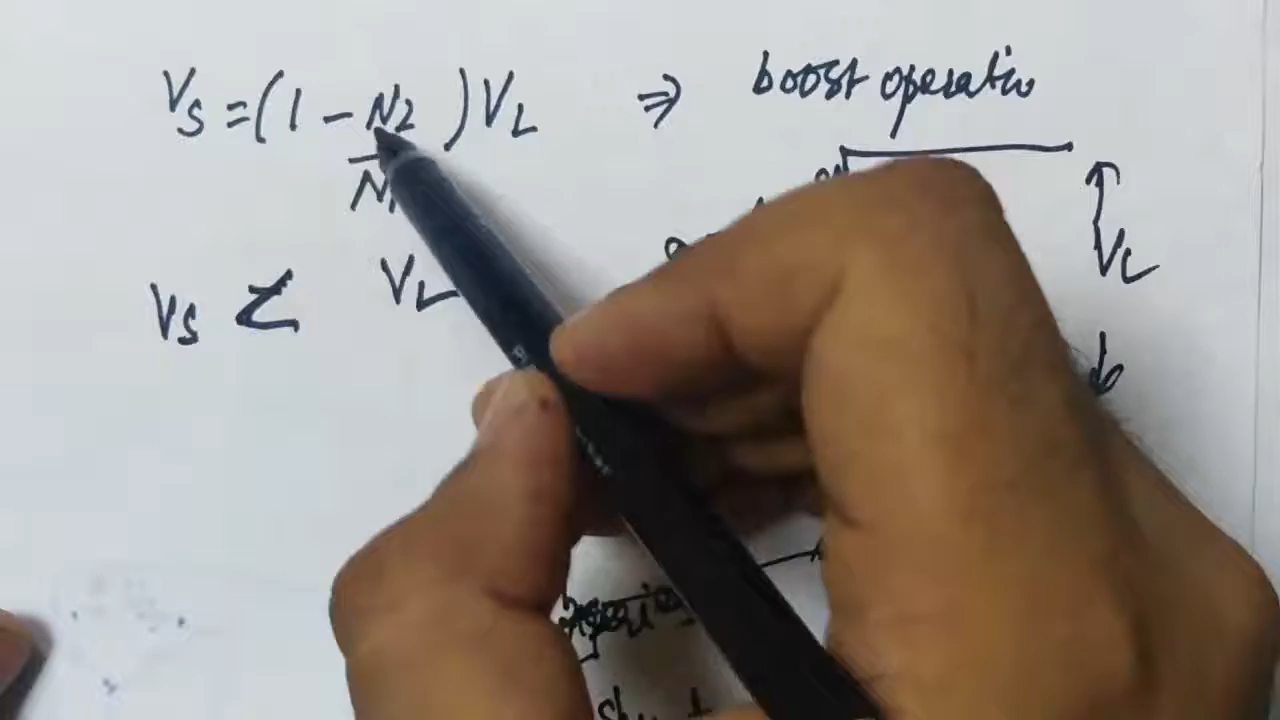 VS = (1 - N2/N1) VL ⇒ boost operatio
VL
VS < VL